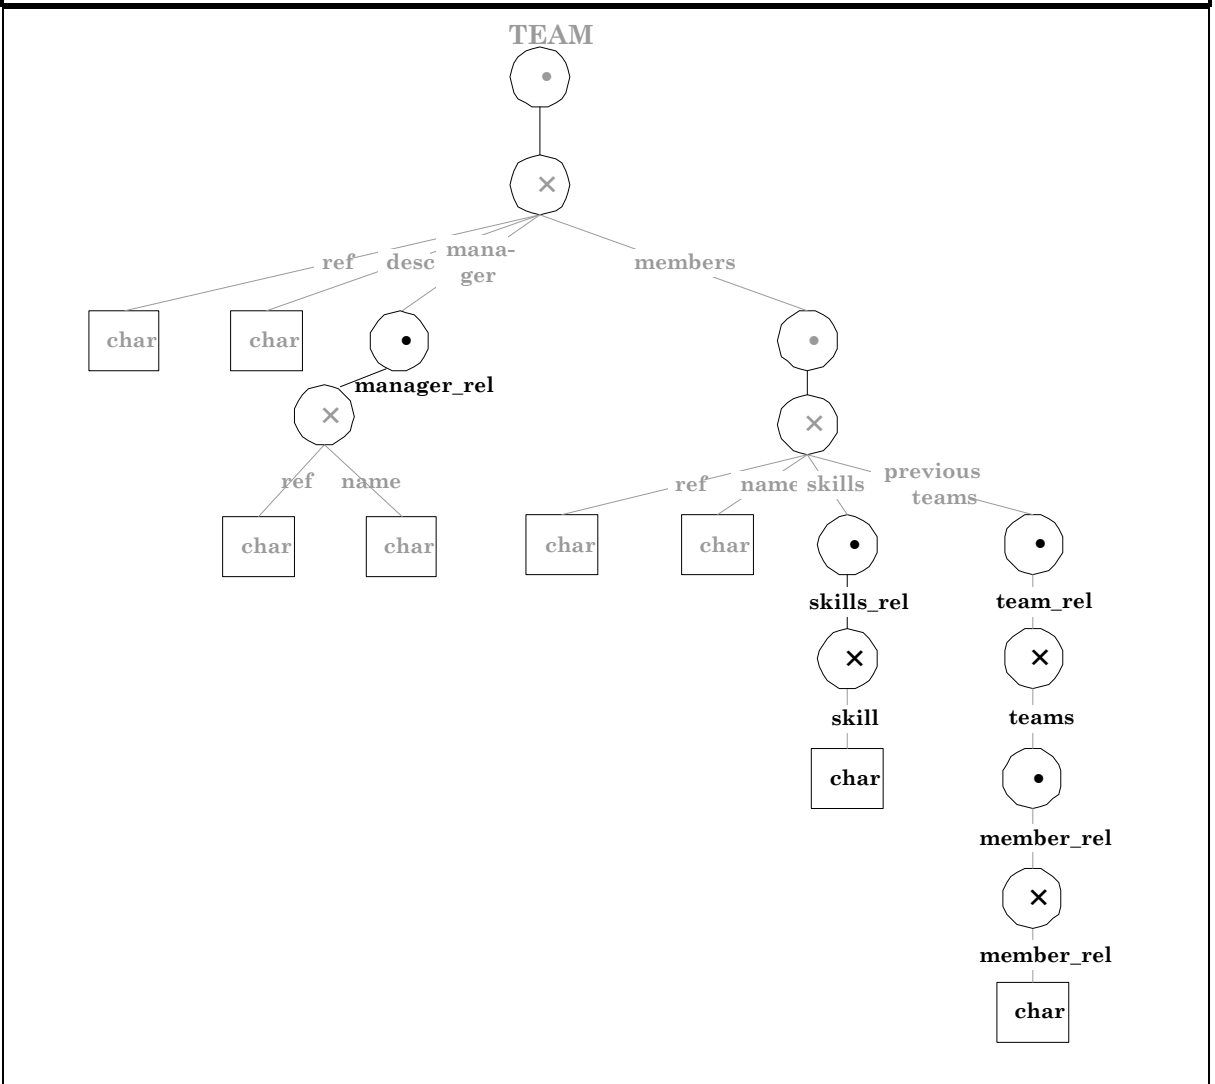 TEAM
ref
desc
mana-
ger
members
char
char
manager_rel
ref
name
ref
name
skills
previous
teams
char
char
char
char
skills_rel
team_rel
skill
teams
char
member_rel
member_rel
char